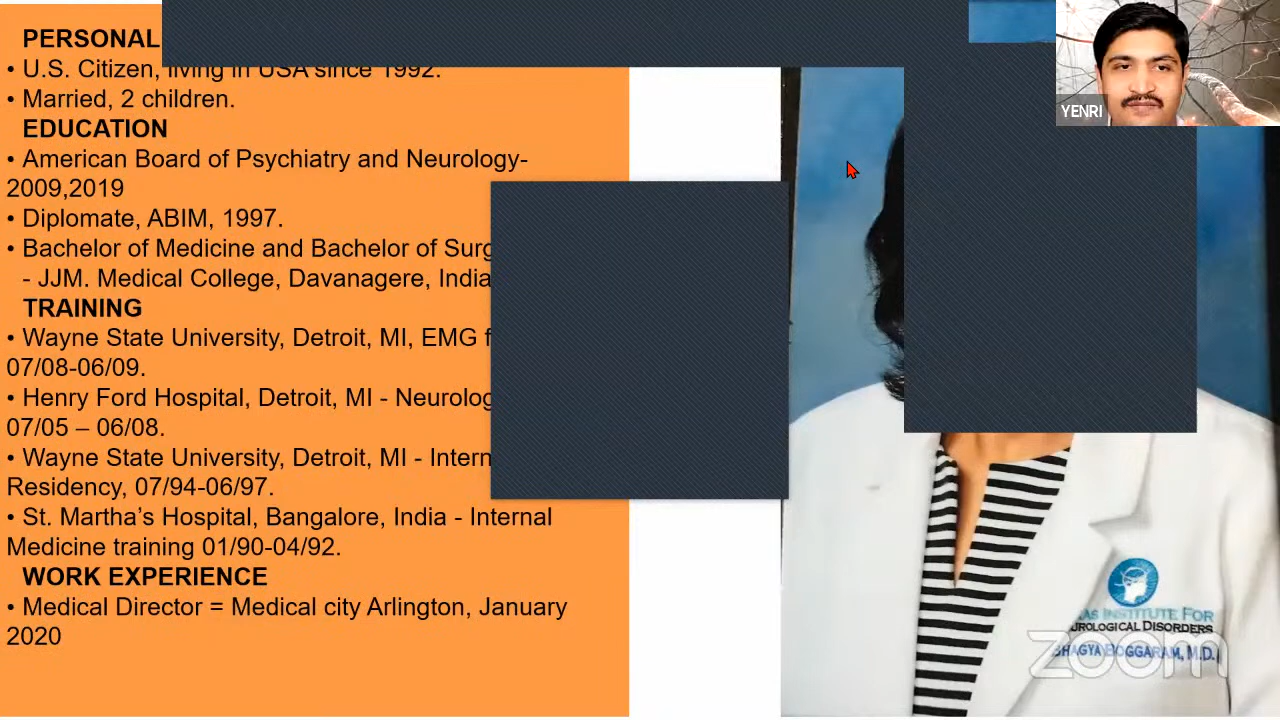 PERSONAL
• U.S. Citizen, living in USA since 1992.
• Married, 2 children.
EDUCATION
• American Board of Psychiatry and Neurology-
2009,2019
• Diplomate, ABIM, 1997.
• Bachelor of Medicine and Bachelor of
- JJM. Medical College, Davanagere, India
TRAINING
• Wayne State University, Detroit, MI, EMG
07/08-06/09.
• Henry Ford Hospital, Detroit, MI -
07/05 – 06/08.
• Wayne State University, Detroit, MI -
Residency, 07/94-06/97.
• St. Martha’s Hospital, Bangalore, India - Internal
Medicine training 01/90-04/92.
WORK EXPERIENCE
• Medical Director = Medical city Arlington, January
2020
YENRI
INSTITUTE FOR
DISORDERS
BOGGARAM, M.D.
zoom